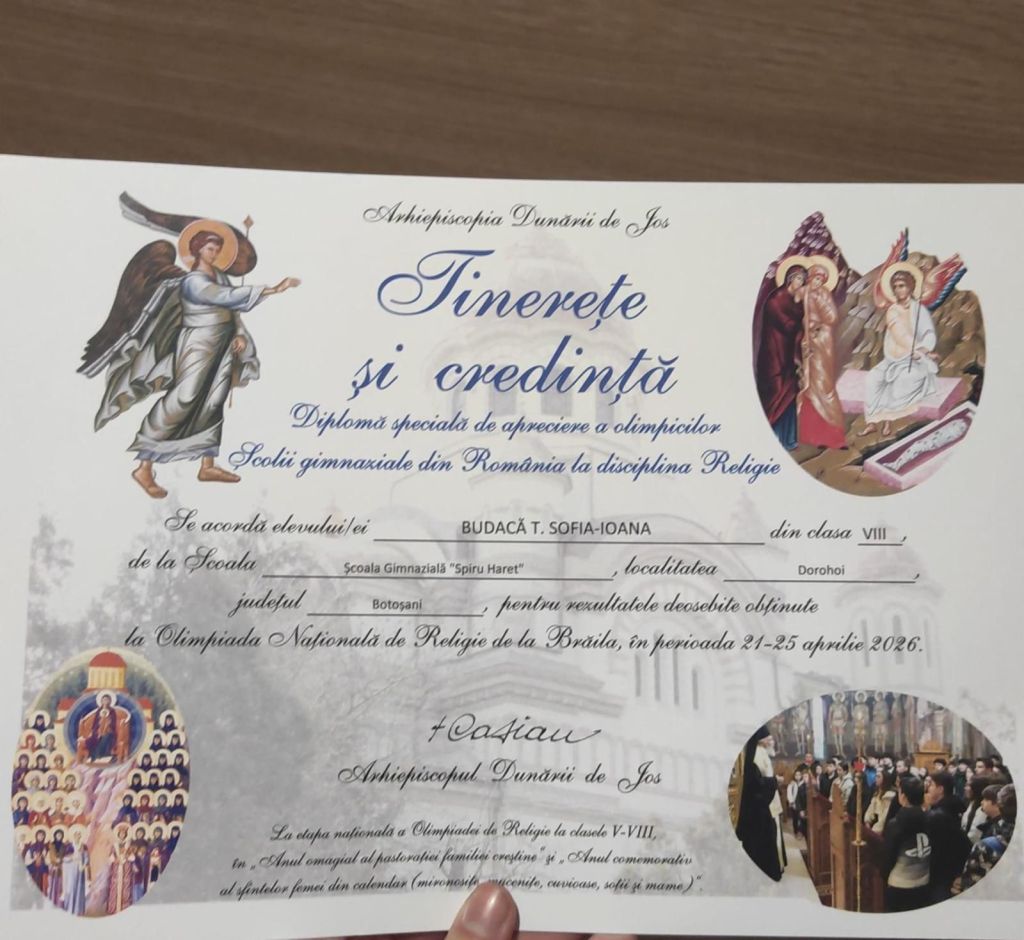 Arhiepiscopia Dunării de Jos
Tinerețe
și credință
Diplomă specială de apreciere a olimpicilor
Școlii gimnaziale din România la disciplina Religie
Se acordă elevului/ei BUDACĂ T. SOFIA-IOANA din clasa VIII,
de la Școala Școala Gimnazială "Spiru Haret", localitatea Dorohoi,
județul Botoșani, pentru rezultatele deosebite obținute
la Olimpiada Națională de Religie de la Brăila, în perioada 21-25 aprilie 2026.
+ Casian
Arhiepiscopul Dunării de Jos
La etapa națională a Olimpiadei de Religie la clasele V-VIII,
în „Anul omagial al pastorației familiei creștine" și „Anul comemorativ
al sfintelor femei din calendar (mironosițe, mucenițe, cuvioase, soții și mame)".